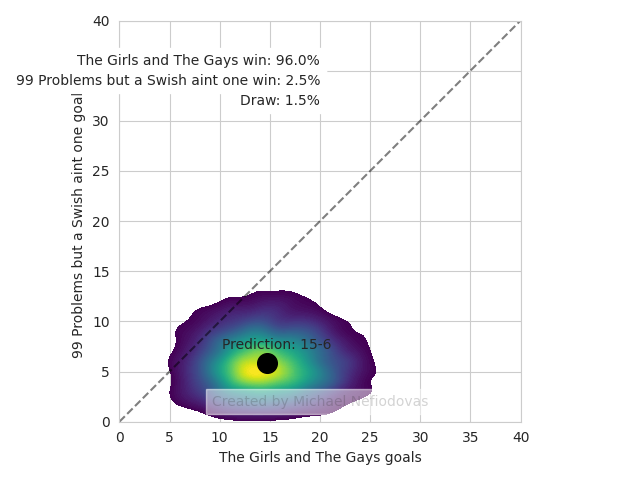 40
The Girls and The Gays win: 96.0%
99 Problems but a Swish aint one win: 2.5%
Draw: 1.5%
30
25
20
15
10
5
0
99 Problems but a Swish aint one goal
Prediction: 15-6
Created by Michael Nefiodovas
0 5 10 15 20 25 30 35 40
The Girls and The Gays goals